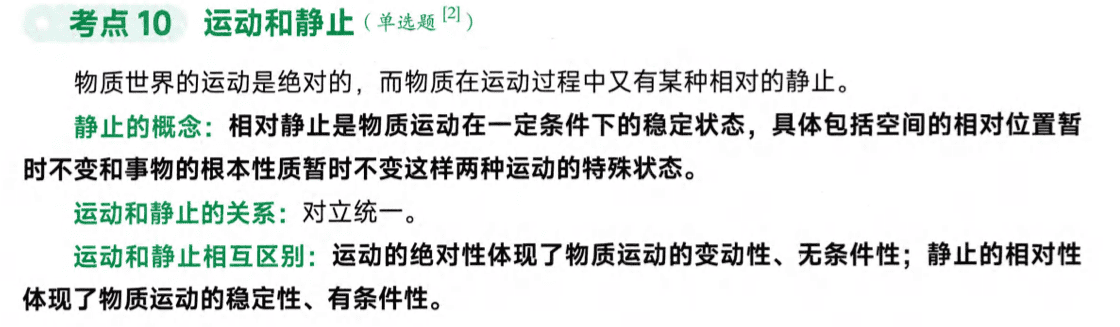 考点 10 运动和静止（单选题 [2]）
物质世界的运动是绝对的，而物质在运动过程中又有某种相对的静止。
静止的概念：相对静止是物质运动在一定条件下的稳定状态，具体包括空间的相对位置暂
时不变和事物的根本性质暂时不变这样两种运动的特殊状态。
运动和静止的关系：对立统一。
运动和静止相互区别：运动的绝对性体现了物质运动的变动性、无条件性；静止的相对性
体现了物质运动的稳定性、有条件性。